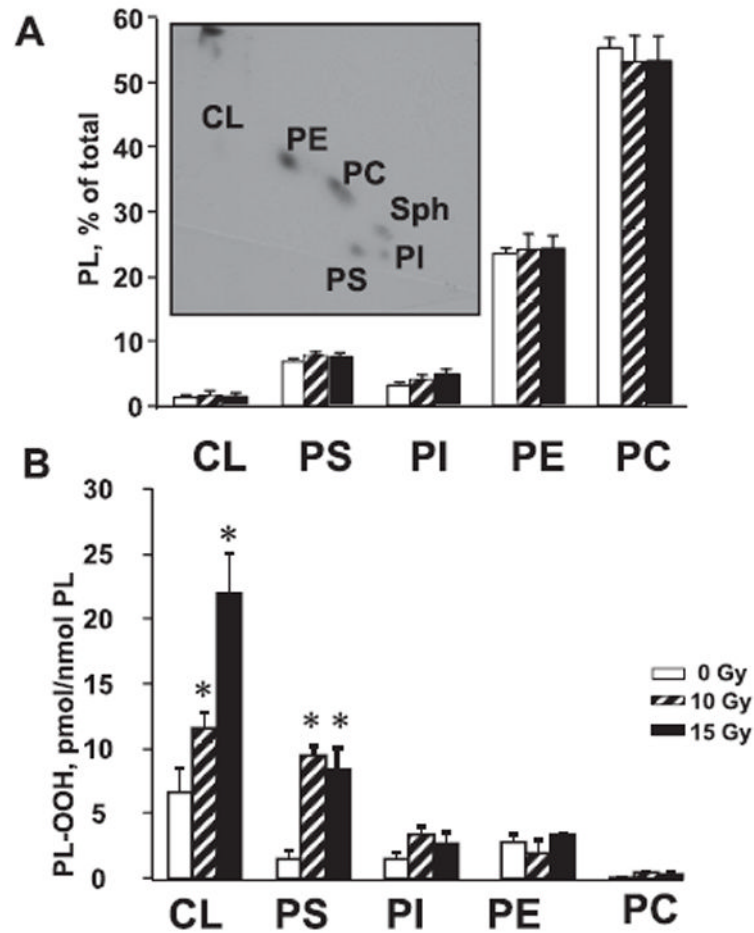 A
PL, % of total
60
50
40
30
20
10
0
CL
PE
PC
Sph
PS
PI
CL PS PI PE PC
B
PL-OOH, pmol/nmol PL
30
25
20
15
10
5
0
*
*
* *
0 Gy
10 Gy
15 Gy
CL PS PI PE PC